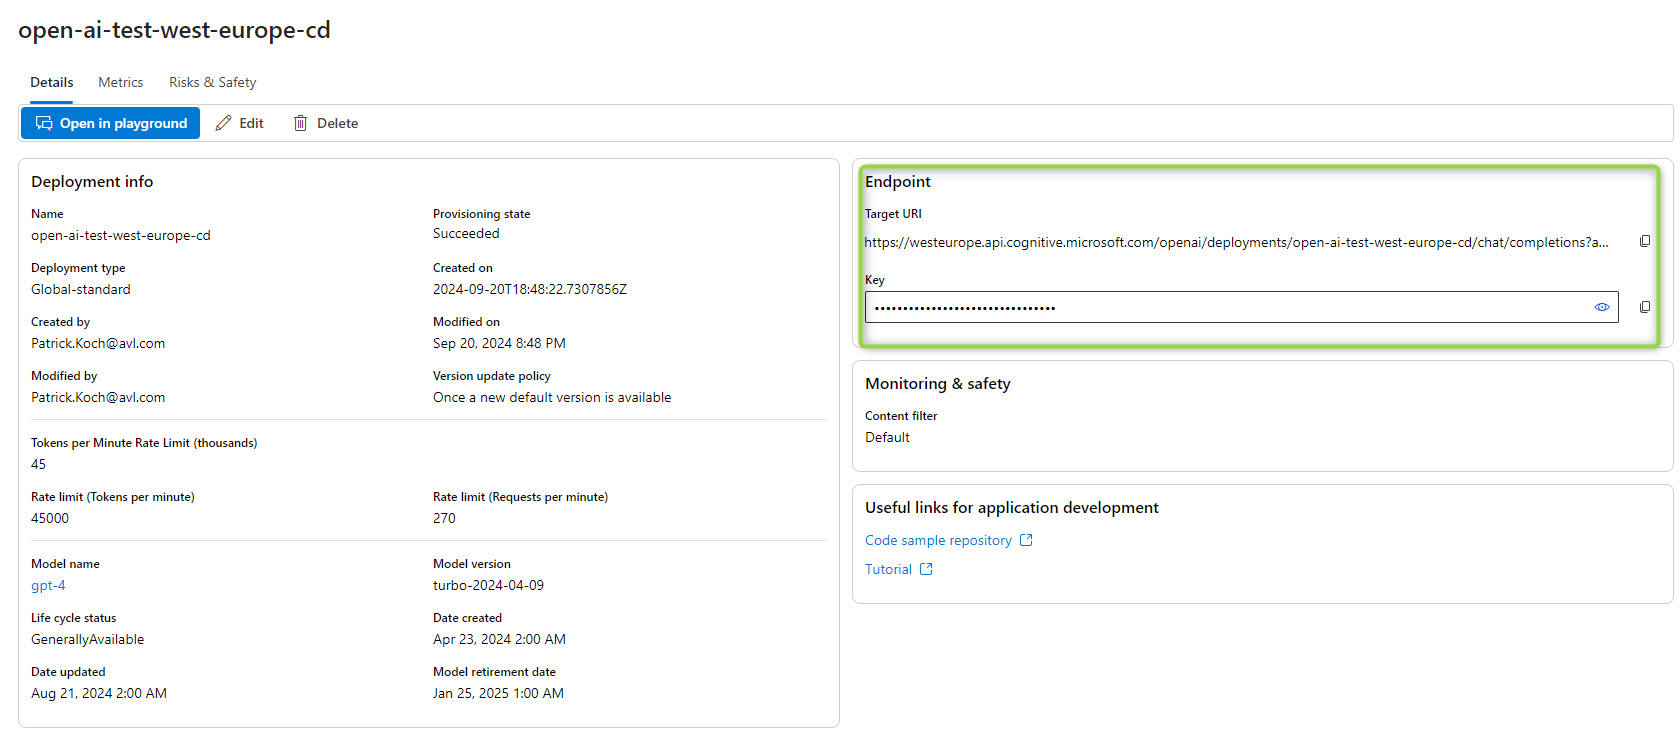 open-ai-test-west-europe-cd
Details Metrics Risks & Safety
Open in playground Edit Delete
Deployment info
Name Provisioning state
open-ai-test-west-europe-cd Succeeded
Deployment type Created on
Global-standard 2024-09-20T18:48:22.7307856Z
Created by Modified on
Patrick.Koch@avl.com Sep 20, 2024 8:48 PM
Modified by Version update policy
Patrick.Koch@avl.com Once a new default version is available
Tokens per Minute Rate Limit (thousands)
45
Rate limit (Tokens per minute) Rate limit (Requests per minute)
45000 270
Model name Model version
gpt-4 turbo-2024-04-09
Life cycle status Date created
GenerallyAvailable Apr 23, 2024 2:00 AM
Date updated Model retirement date
Aug 21, 2024 2:00 AM Jan 25, 2025 1:00 AM
Endpoint
Target URI
https://westeurope.api.cognitive.microsoft.com/openai/deployments/open-ai-test-west-europe-cd/chat/completions?a...
Key
••••••••••••••••••••••••••••••••
Monitoring & safety
Content filter
Default
Useful links for application development
Code sample repository
Tutorial